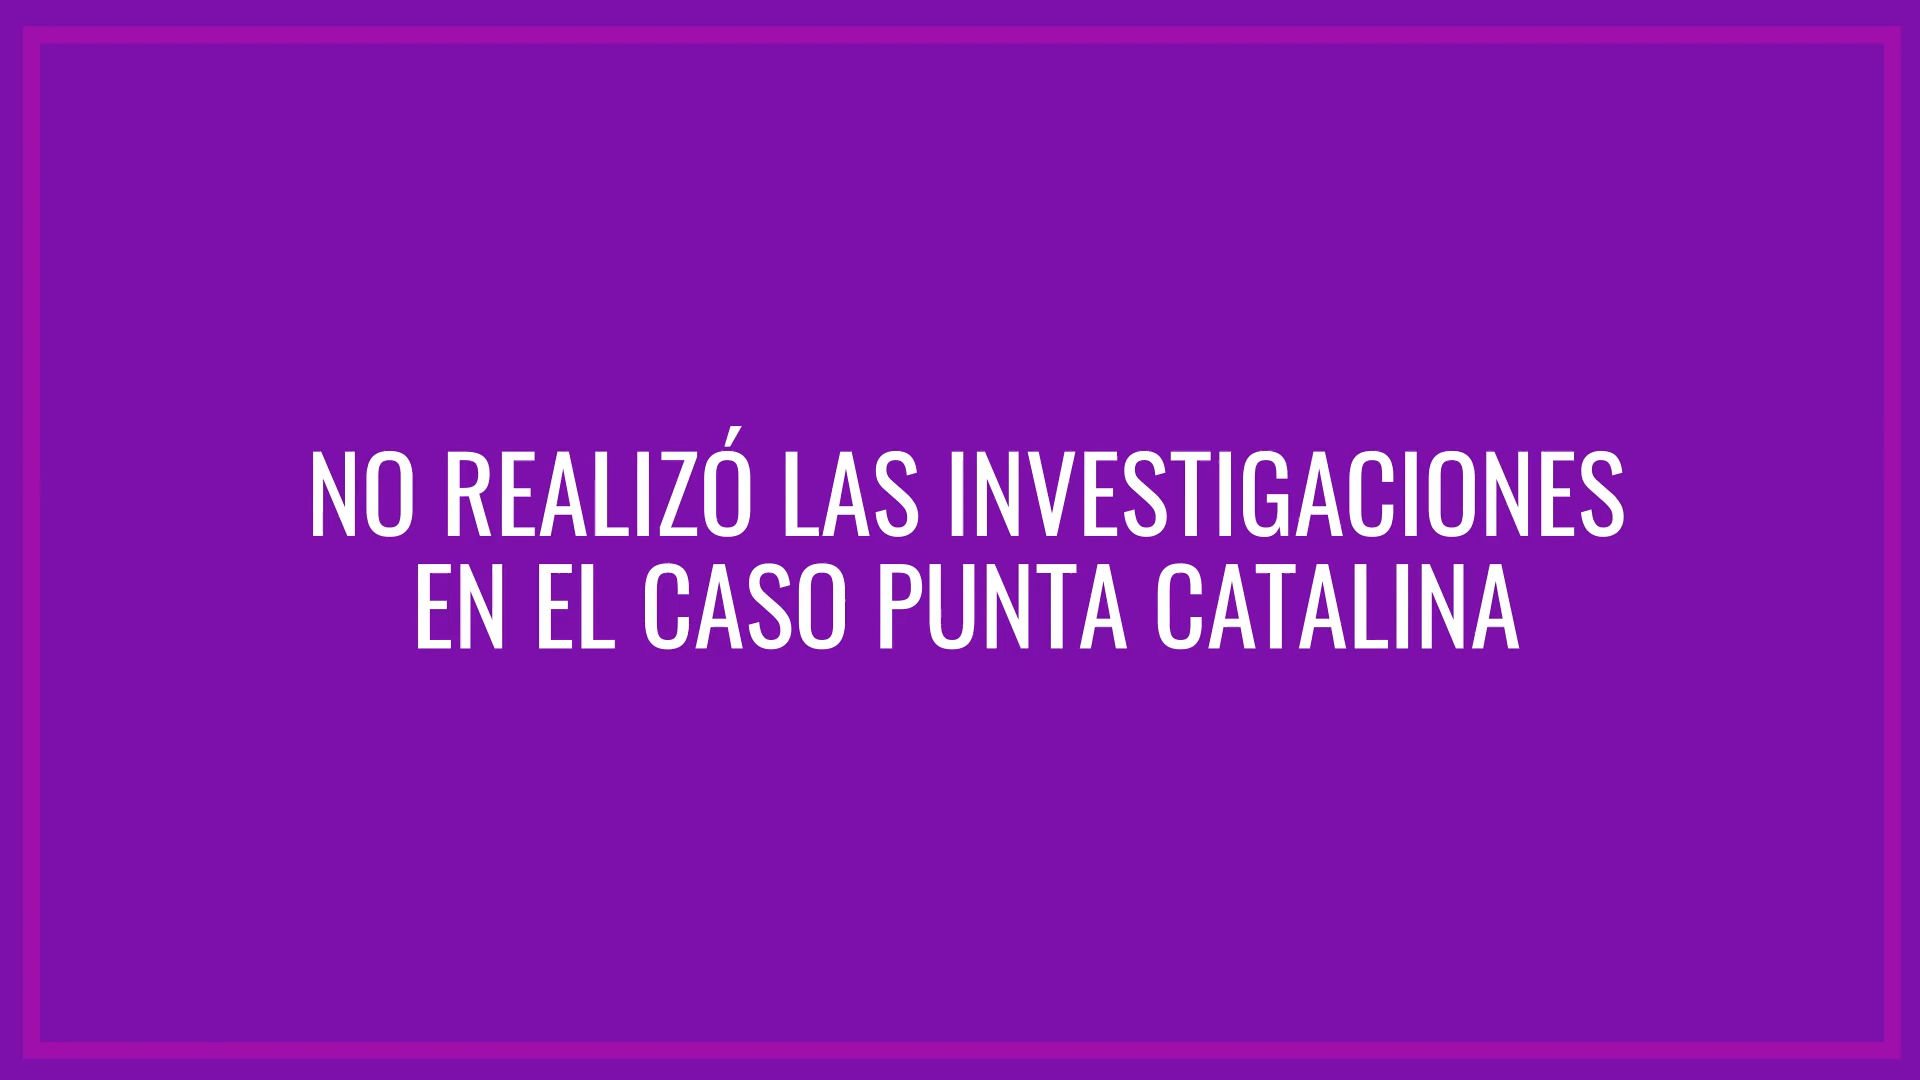 NO REALIZÓ LAS INVESTIGACIONES
EN EL CASO PUNTA CATALINA